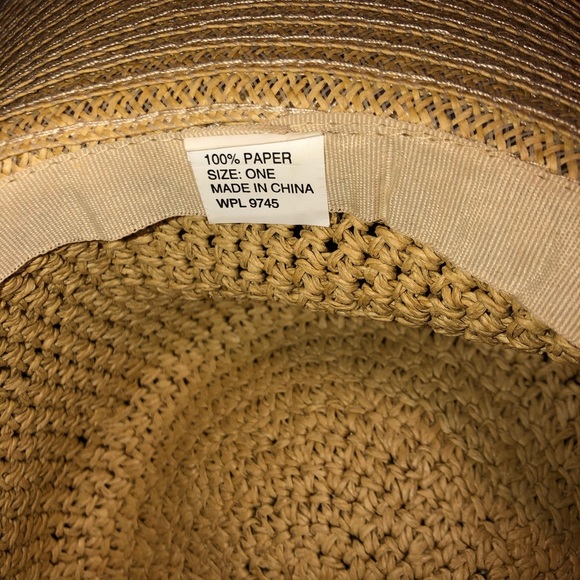 100% PAPER
SIZE: ONE
MADE IN CHINA
WPL 9745